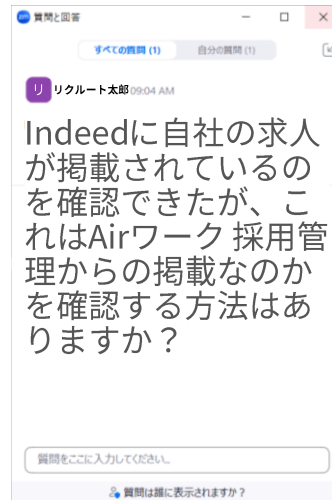 zm 質問と回答
すべての質問 (1) 自分の質問 (1)
リ リクルート太郎 09:04 AM
Indeedに自社の求人
が掲載されているの
を確認できたが、こ
れはAirワーク 採用管
理からの掲載なのか
を確認する方法はあ
りますか？
質問をここに入力してください...
質問は誰に表示されますか？